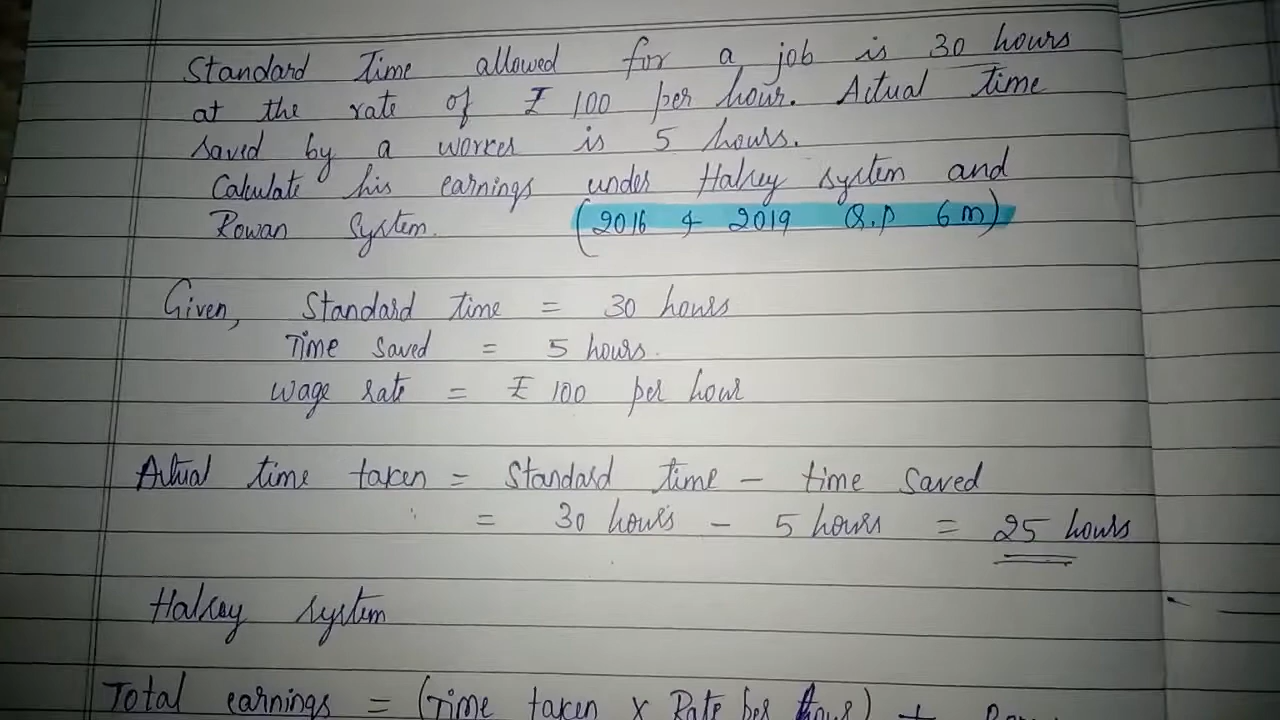 Standard Time allowed for a job is 30 hours
at the rate of ₹ 100 per hour. Actual Time
saved by a worker is 5 hours.
Calculate his earnings under Halsey system and
Rowan System. (2016 & 2019 Q.P 6m)
Given, Standard time = 30 hours
Time saved = 5 hours.
Wage rate = ₹ 100 per hour
Actual time taken = Standard time - time saved
= 30 hours - 5 hours = 25 hours
Halsey system
Total earnings = (Time taken x Rate per hour) +